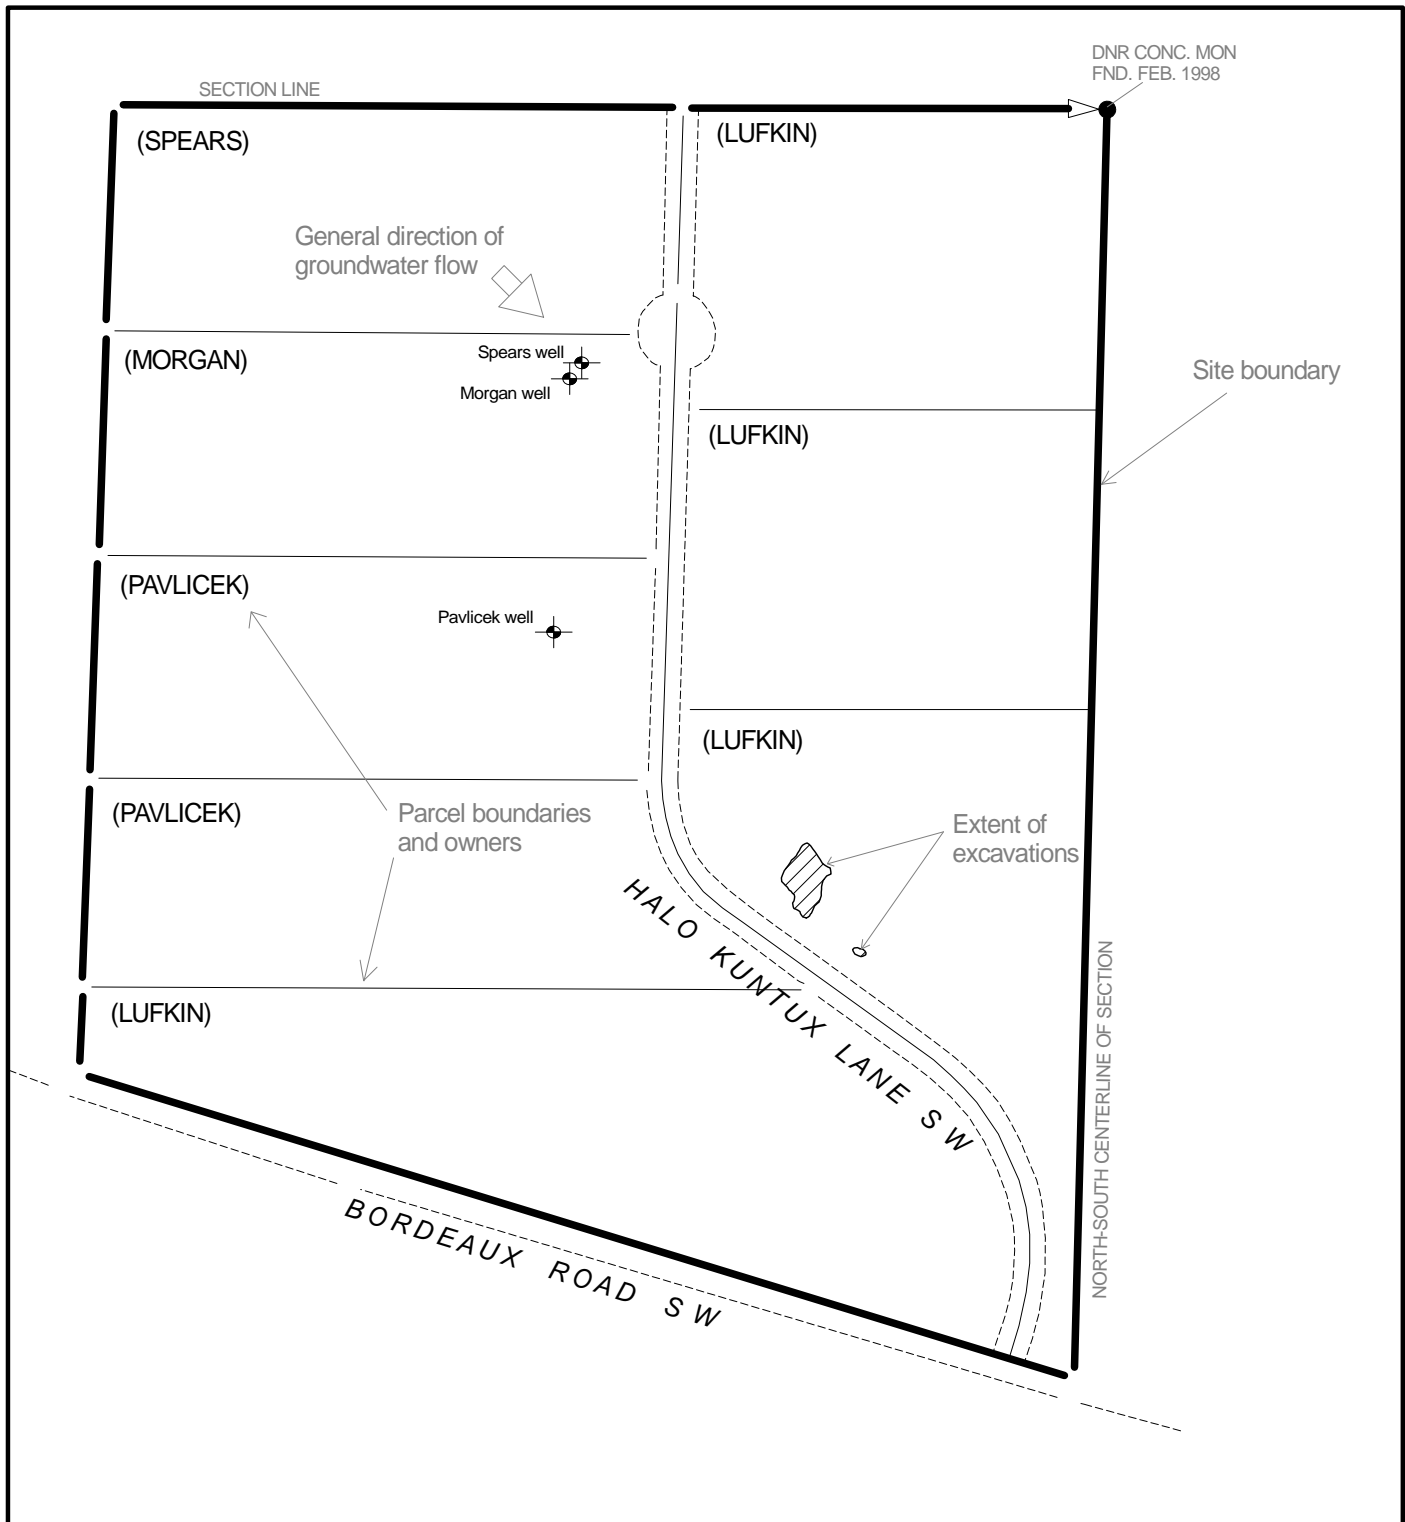 DNR CONC. MON
FND. FEB. 1998
SECTION LINE
(SPEARS)
(LUFKIN)
General direction of
groundwater flow
Spears well
(MORGAN)
Morgan well
Site boundary
(LUFKIN)
(PAVLICEK)
Pavlicek well
(LUFKIN)
(PAVLICEK)
Parcel boundaries
and owners
Extent of
excavations
HALO KUNTUX LANE SW
(LUFKIN)
NORTH-SOUTH CENTERLINE OF SECTION
BORDEAUX ROAD SW